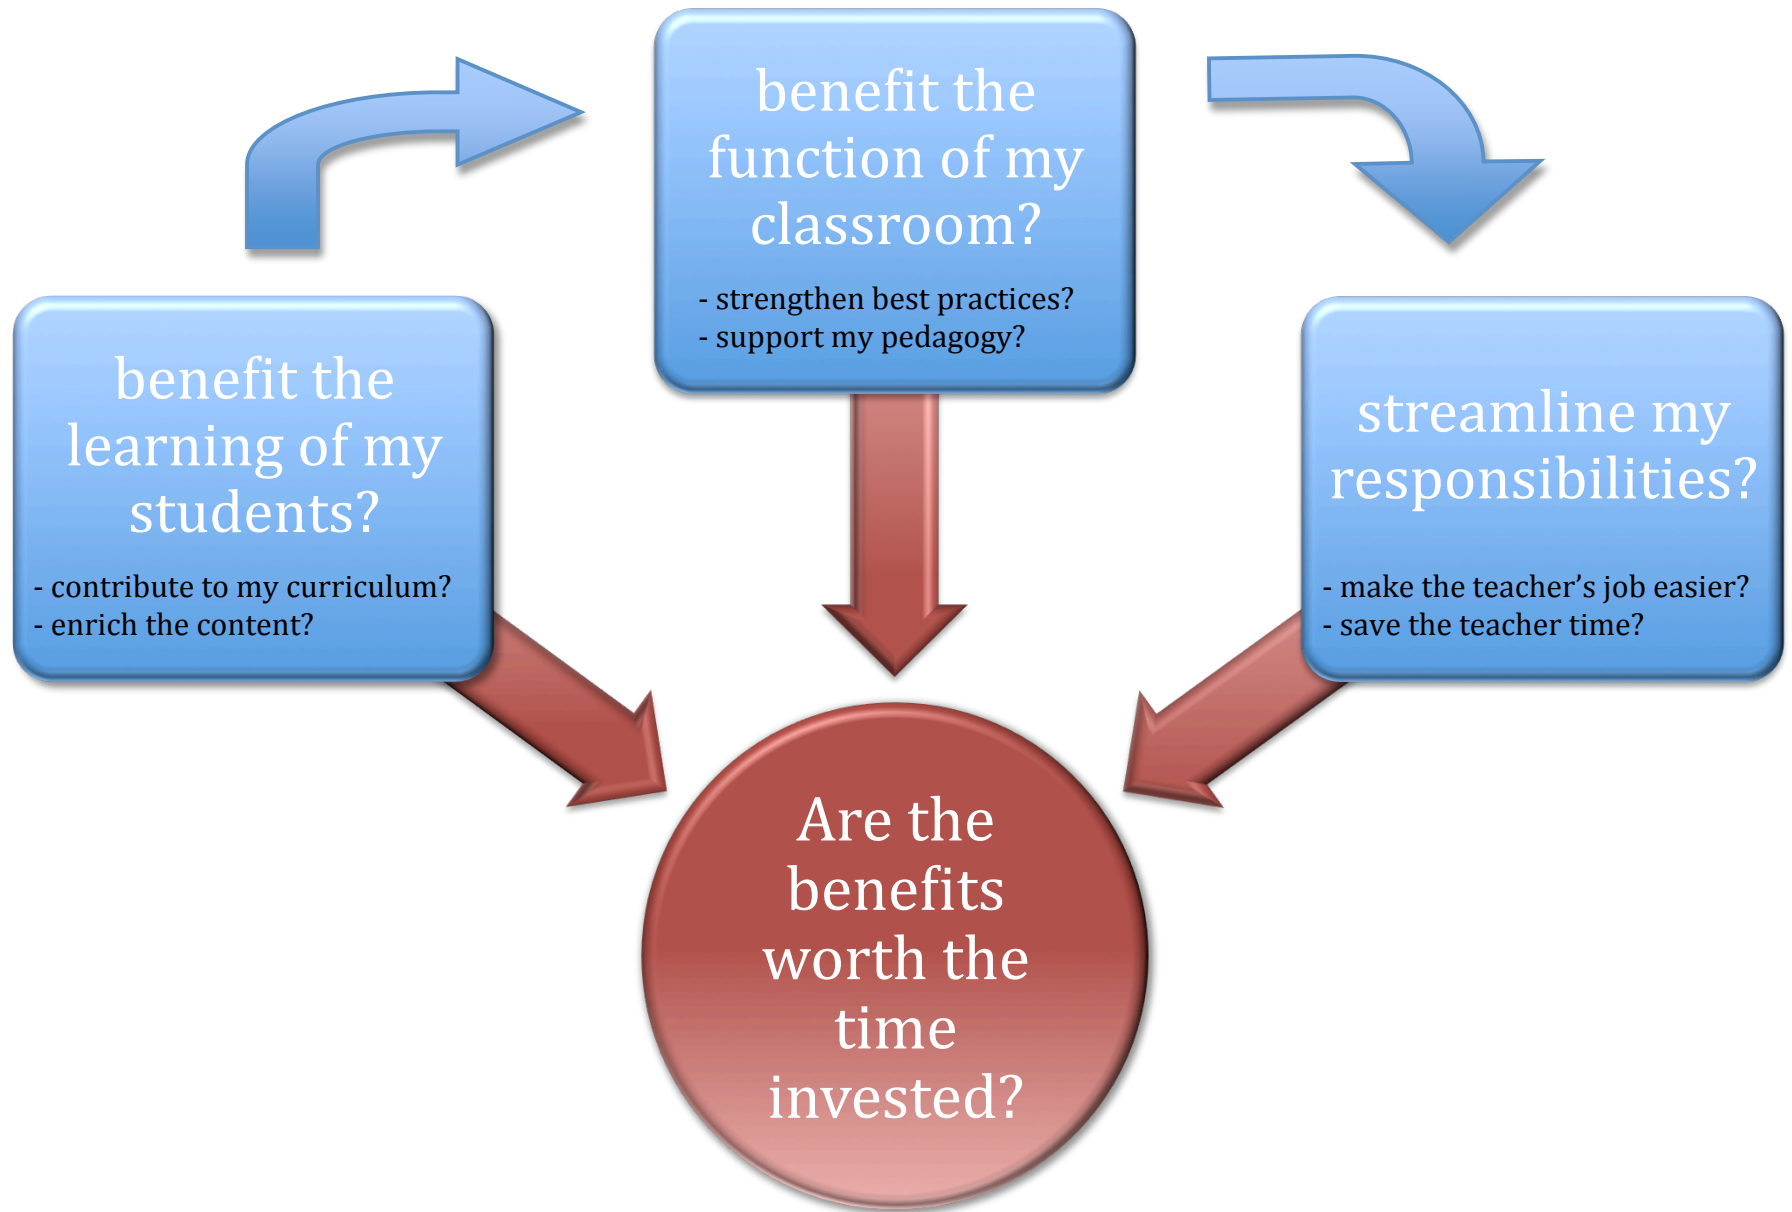 benefit the
learning of my
students?
- contribute to my curriculum?
- enrich the content?
benefit the
function of my
classroom?
- strengthen best practices?
- support my pedagogy?
streamline my
responsibilities?
- make the teacher’s job easier?
- save the teacher time?
Are the
benefits
worth the
time
invested?